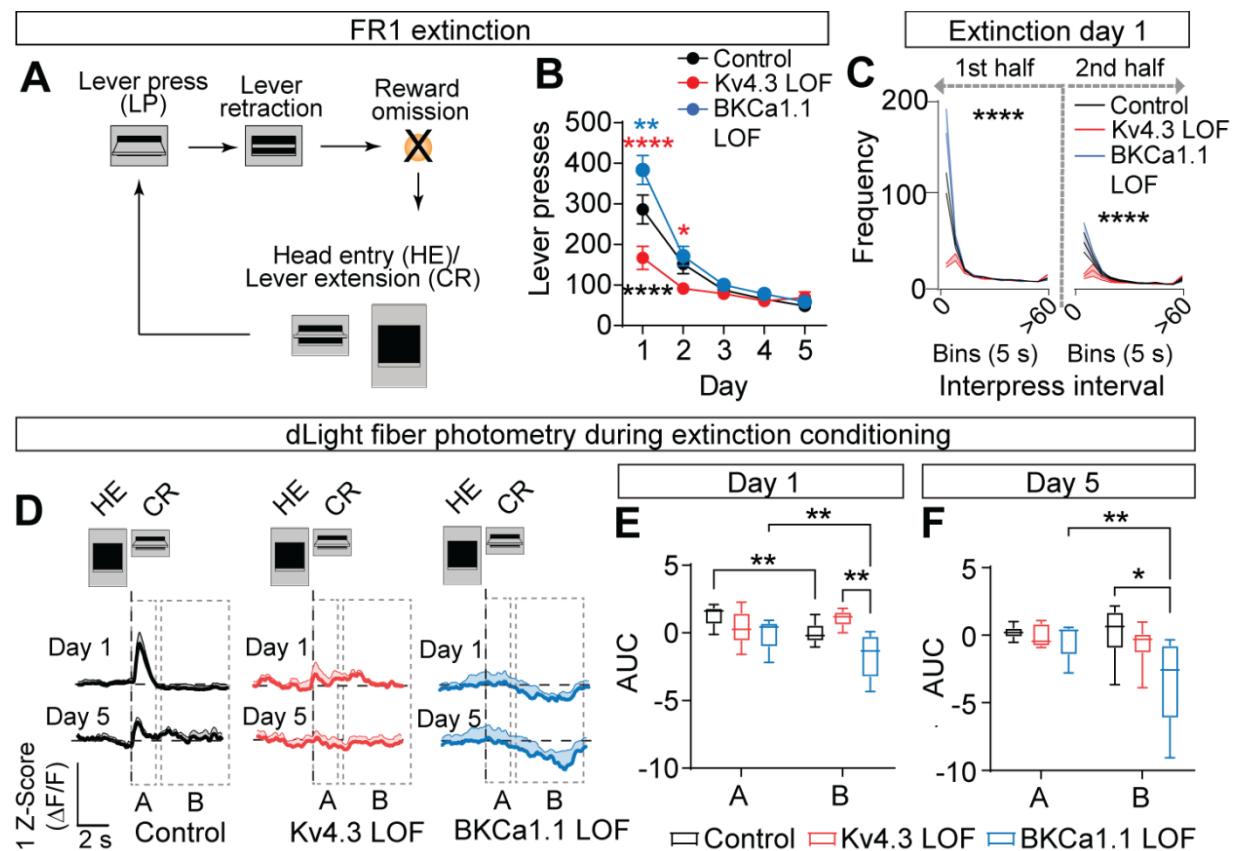 FR1 extinction
A
Lever press
(LP)
Lever
retraction
Reward
omission
X
Head entry (HE)/
Lever extension (CR)
B
Control
Kv4.3 LOF
BKCa1.1
LOF
Lever presses
500
400
300
200
100
0
**
****
*
****
1 2 3 4 5
Day
Extinction day 1
C
1st half
2nd half
Frequency
200
100
0
****
****
Control
Kv4.3 LOF
BKCa1.1
LOF
0 >60
0 >60
Bins (5 s)
Bins (5 s)
Interpress interval
dLight fiber photometry during extinction conditioning
D
HE CR
HE CR
HE CR
Day 1
Day 1
Day 1
Day 5
Day 5
Day 5
1 Z-Score
(ΔF/F)
2 s
A B
A B
A B
Control
Kv4.3 LOF
BKCa1.1 LOF
Day 1
E
AUC
5
0
-5
-10
**
**
**
A B
Day 5
F
AUC
5
0
-5
-10
**
*
A B
Control Kv4.3 LOF BKCa1.1 LOF